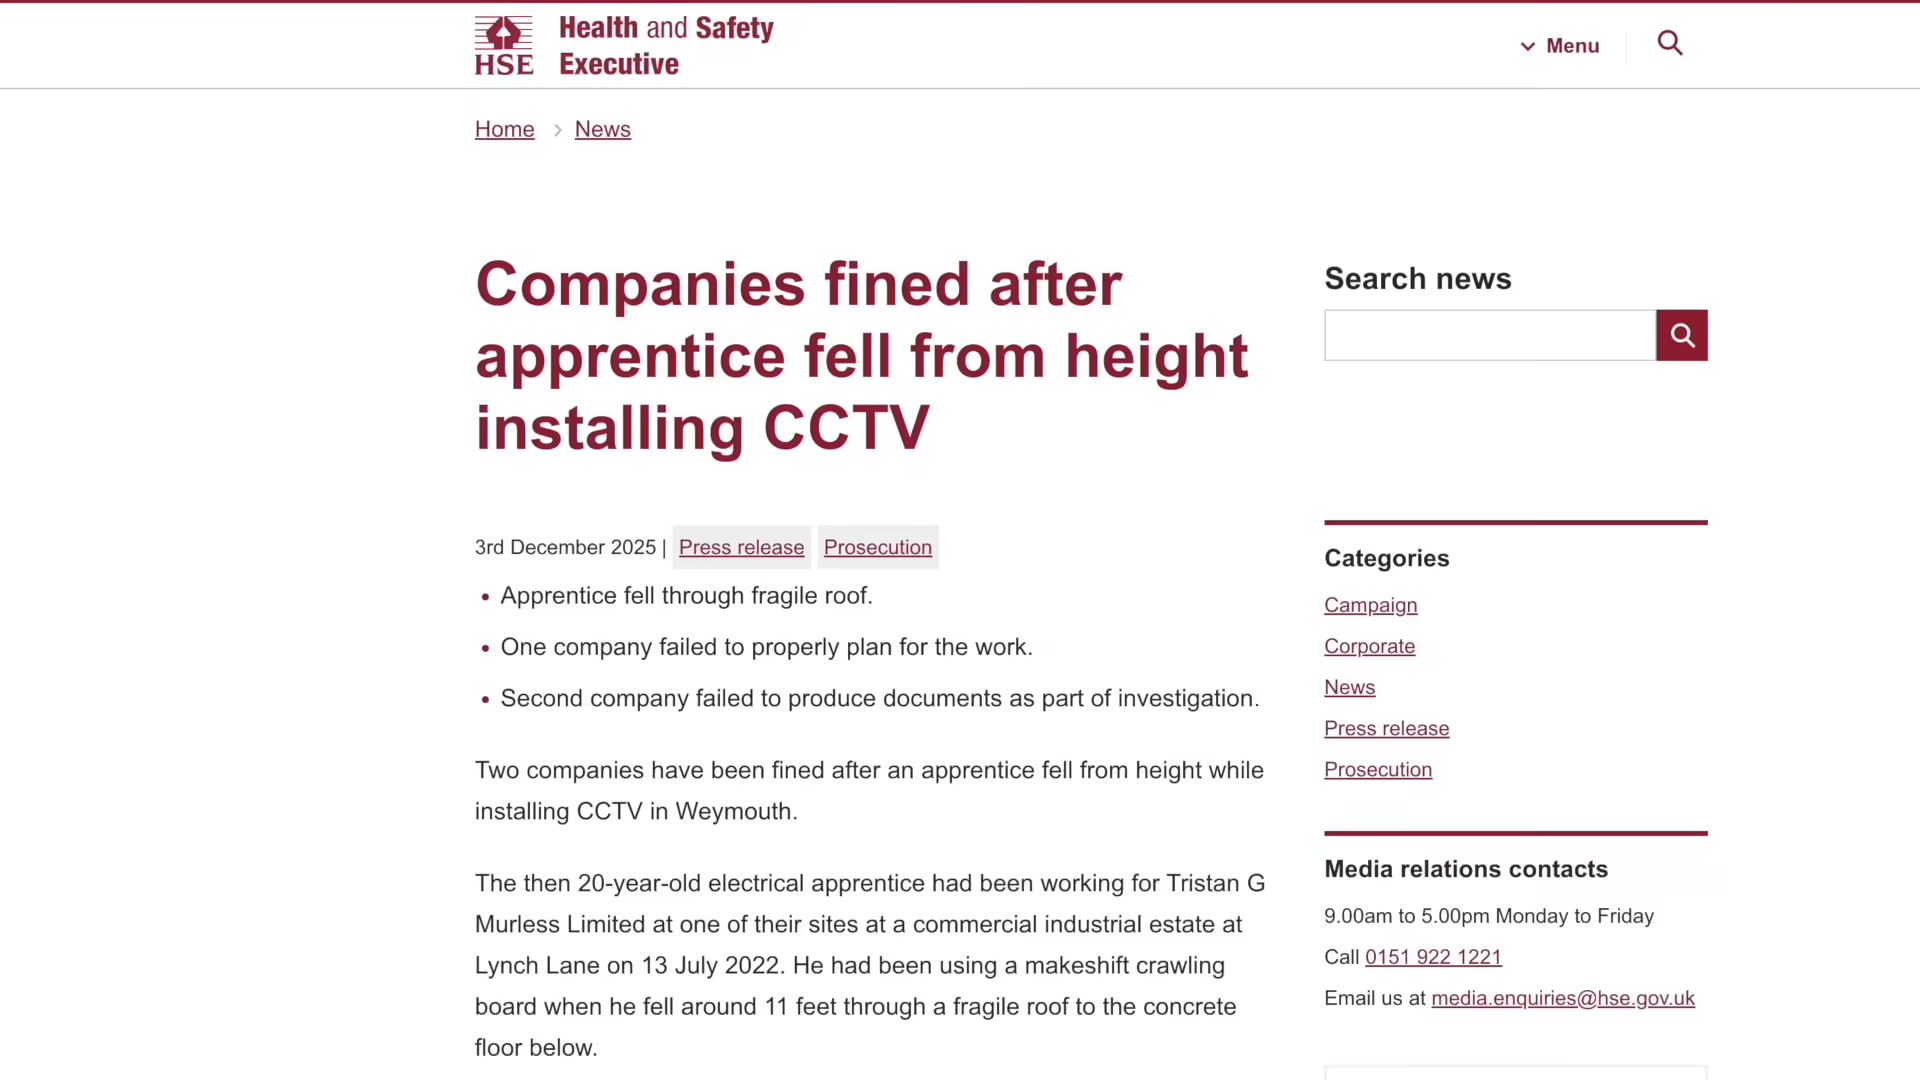 HSE
Health and Safety
Executive
Menu
Home
News
Companies fined after
apprentice fell from height
installing CCTV
3rd December 2025 | Press release Prosecution
• Apprentice fell through fragile roof.
• One company failed to properly plan for the work.
• Second company failed to produce documents as part of investigation.
Two companies have been fined after an apprentice fell from height while
installing CCTV in Weymouth.
The then 20-year-old electrical apprentice had been working for Tristan G
Murless Limited at one of their sites at a commercial industrial estate at
Lynch Lane on 13 July 2022. He had been using a makeshift crawling
board when he fell around 11 feet through a fragile roof to the concrete
floor below.
Search news
Categories
Campaign
Corporate
News
Press release
Prosecution
Media relations contacts
9.00am to 5.00pm Monday to Friday
Call 0151 922 1221
Email us at media.enquiries@hse.gov.uk